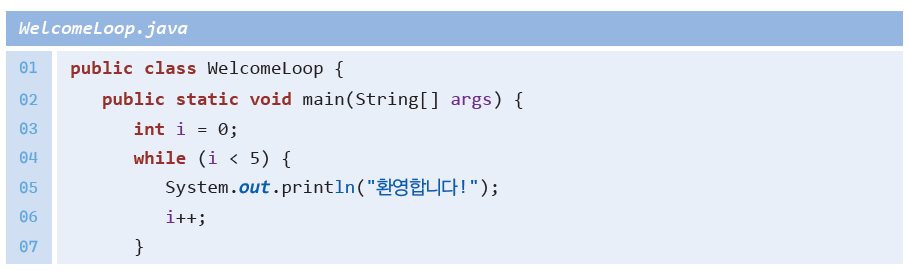 WelcomeLoop.java
01 public class WelcomeLoop {
02 public static void main(String[] args) {
03 int i = 0;
04 while (i < 5) {
05 System.out.println("환영합니다!");
06 i++;
07 }